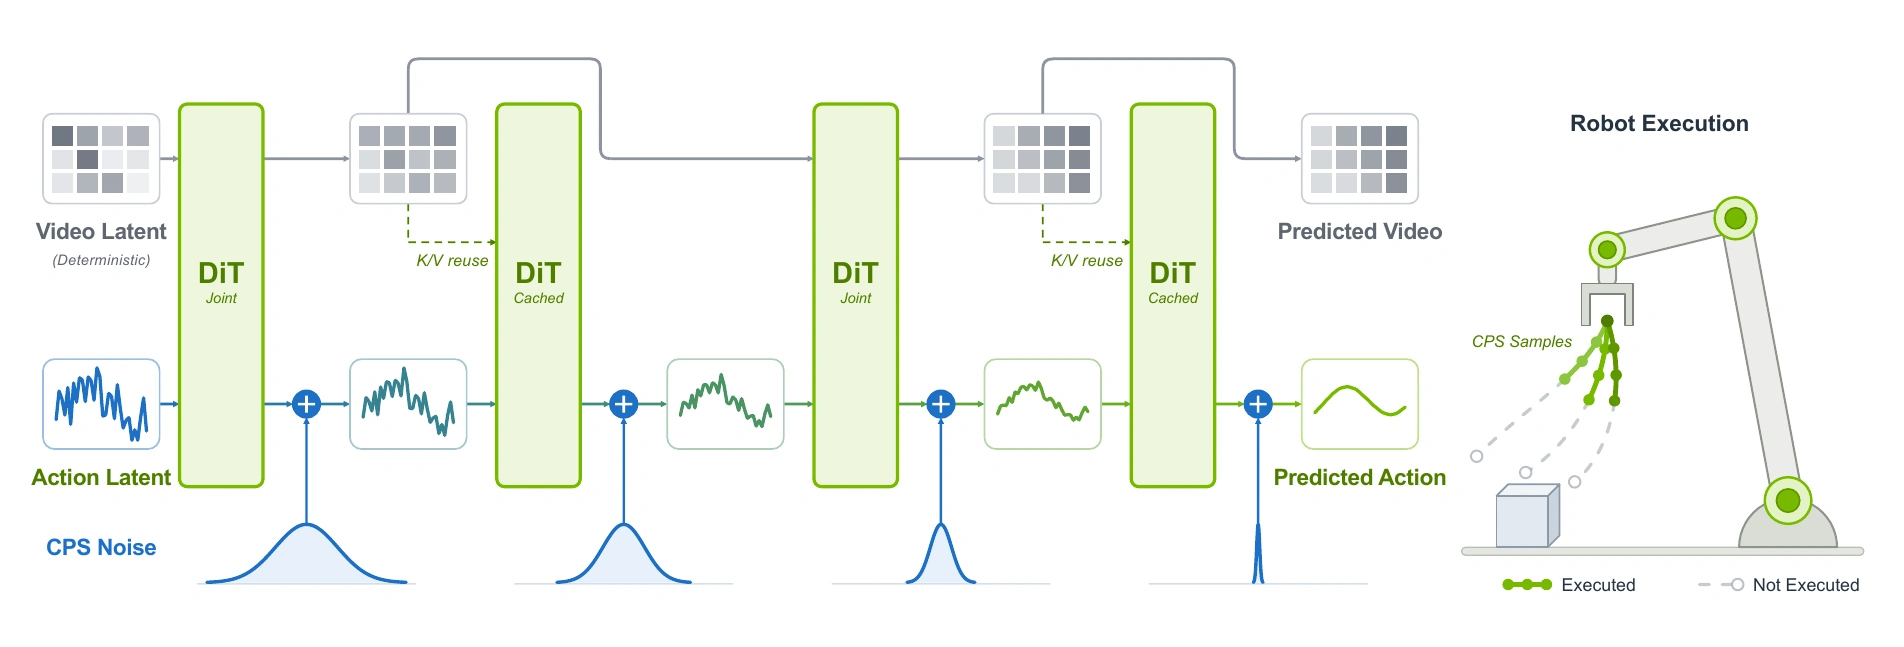 Robot Execution
Video Latent
(Deterministic)
Predicted Video
DiT
Joint
K/V reuse
DiT
Cached
DiT
Joint
K/V reuse
DiT
Cached
CPS Samples
Action Latent
Predicted Action
CPS Noise
Executed
Not Executed